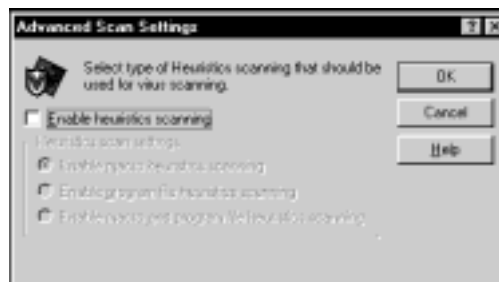 Advanced Scan Settings
Select type of Heuristics scanning that should be
used for virus scanning.
OK
Enable heuristics scanning
Cancel
Heuristics scan settings
Help
Enable macro heuristics scanning
Enable program file heuristics scanning
Enable macro and program file heuristics scanning